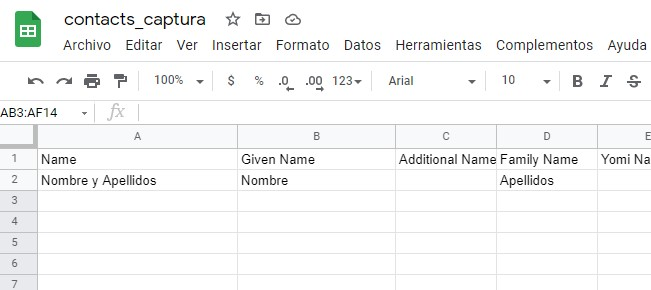 contacts_captura
Archivo Editar Ver Insertar Formato Datos Herramientas Complementos Ayuda
100% $ % .0 .00 123 Arial 10 B I S
AB3:AF14 fx
A B C D E
1 Name Given Name Additional Name Family Name Yomi Na
2 Nombre y Apellidos Nombre Apellidos
3
4
5
6
7